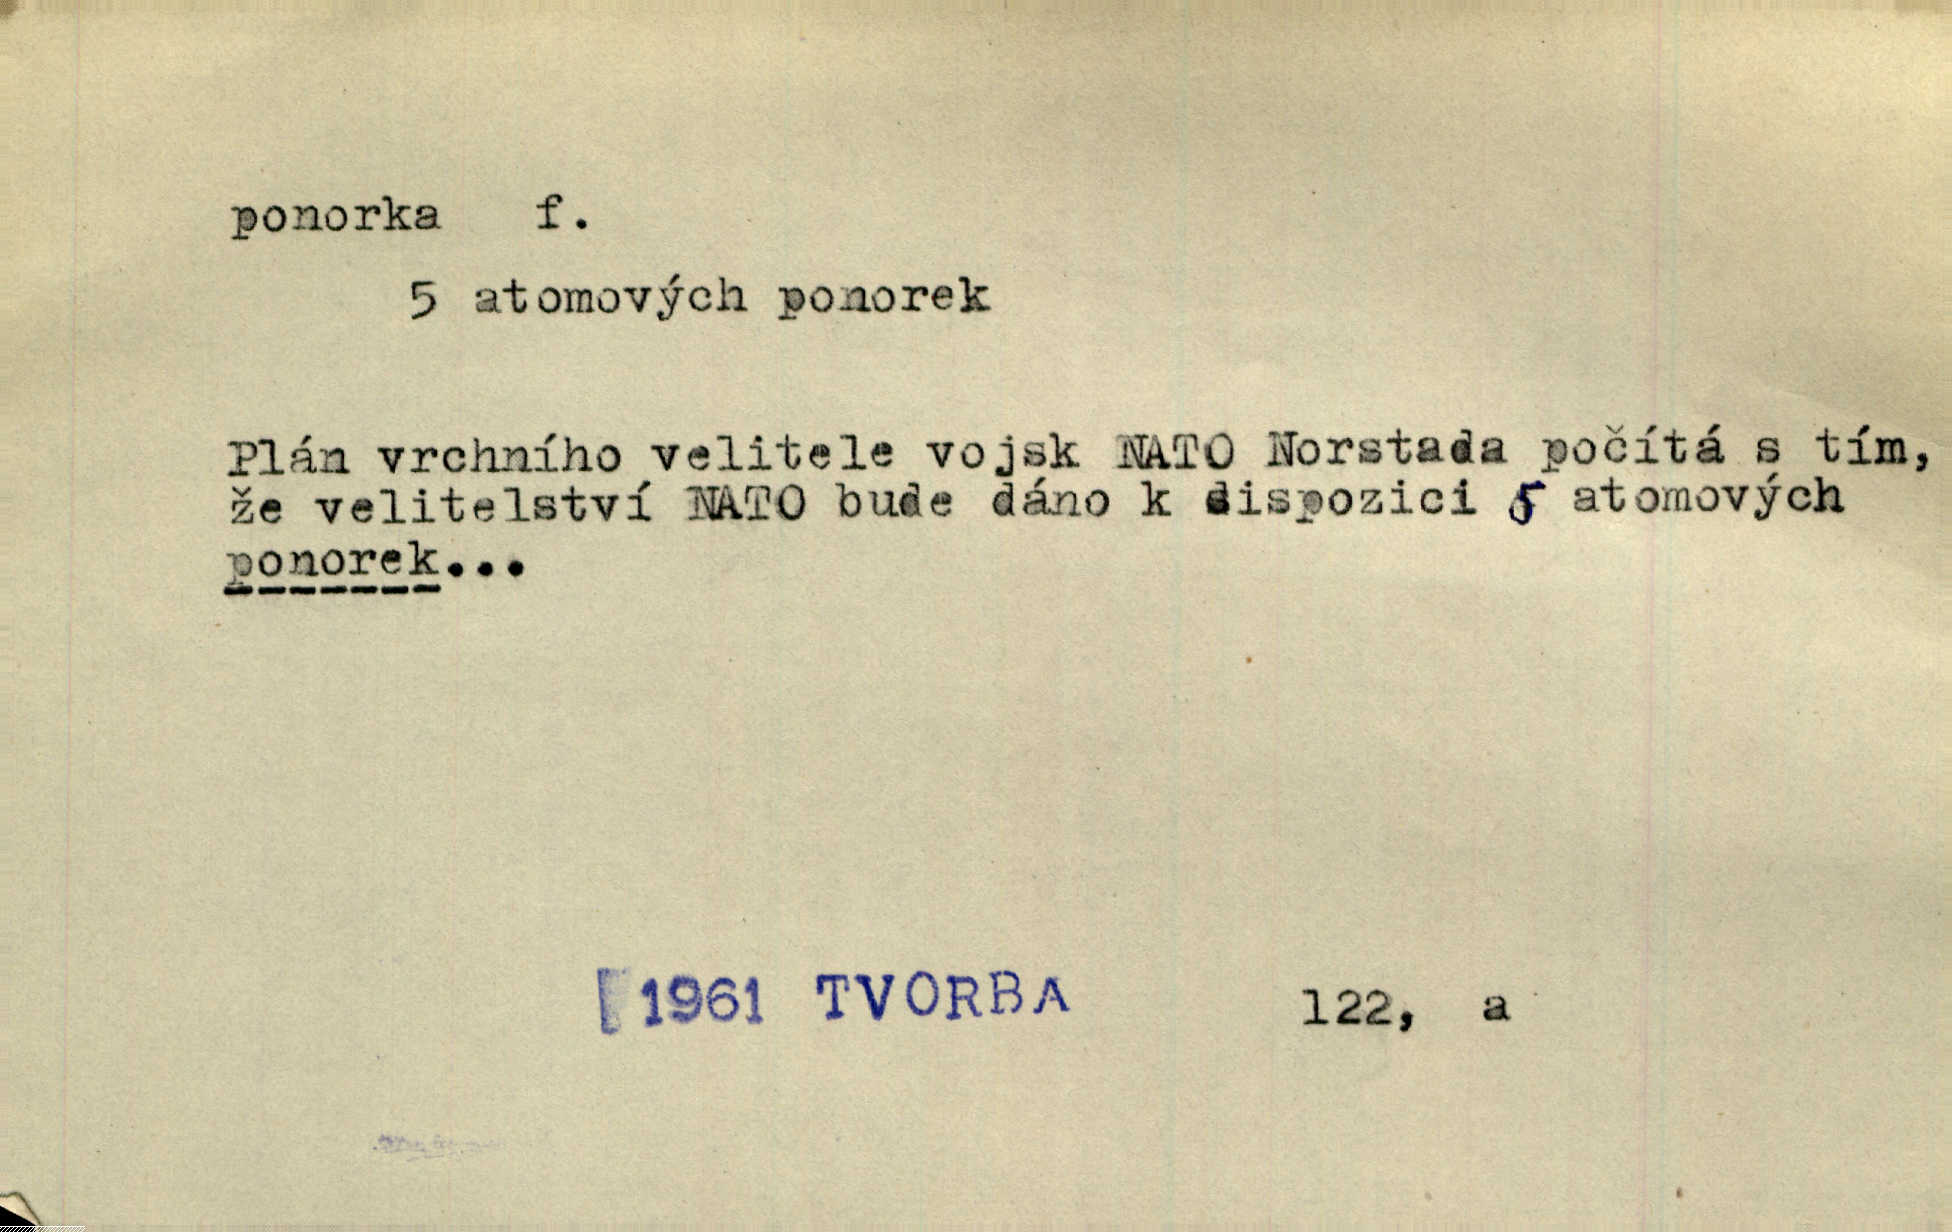 ponorka f.
5 atomových ponorek
Plán vrchního velitele vojsk NATO Norstada počítá s tím,
že velitelství NATO bude dáno k dispozici 5 atomových
ponorek...
1961 TVORBA 122, a